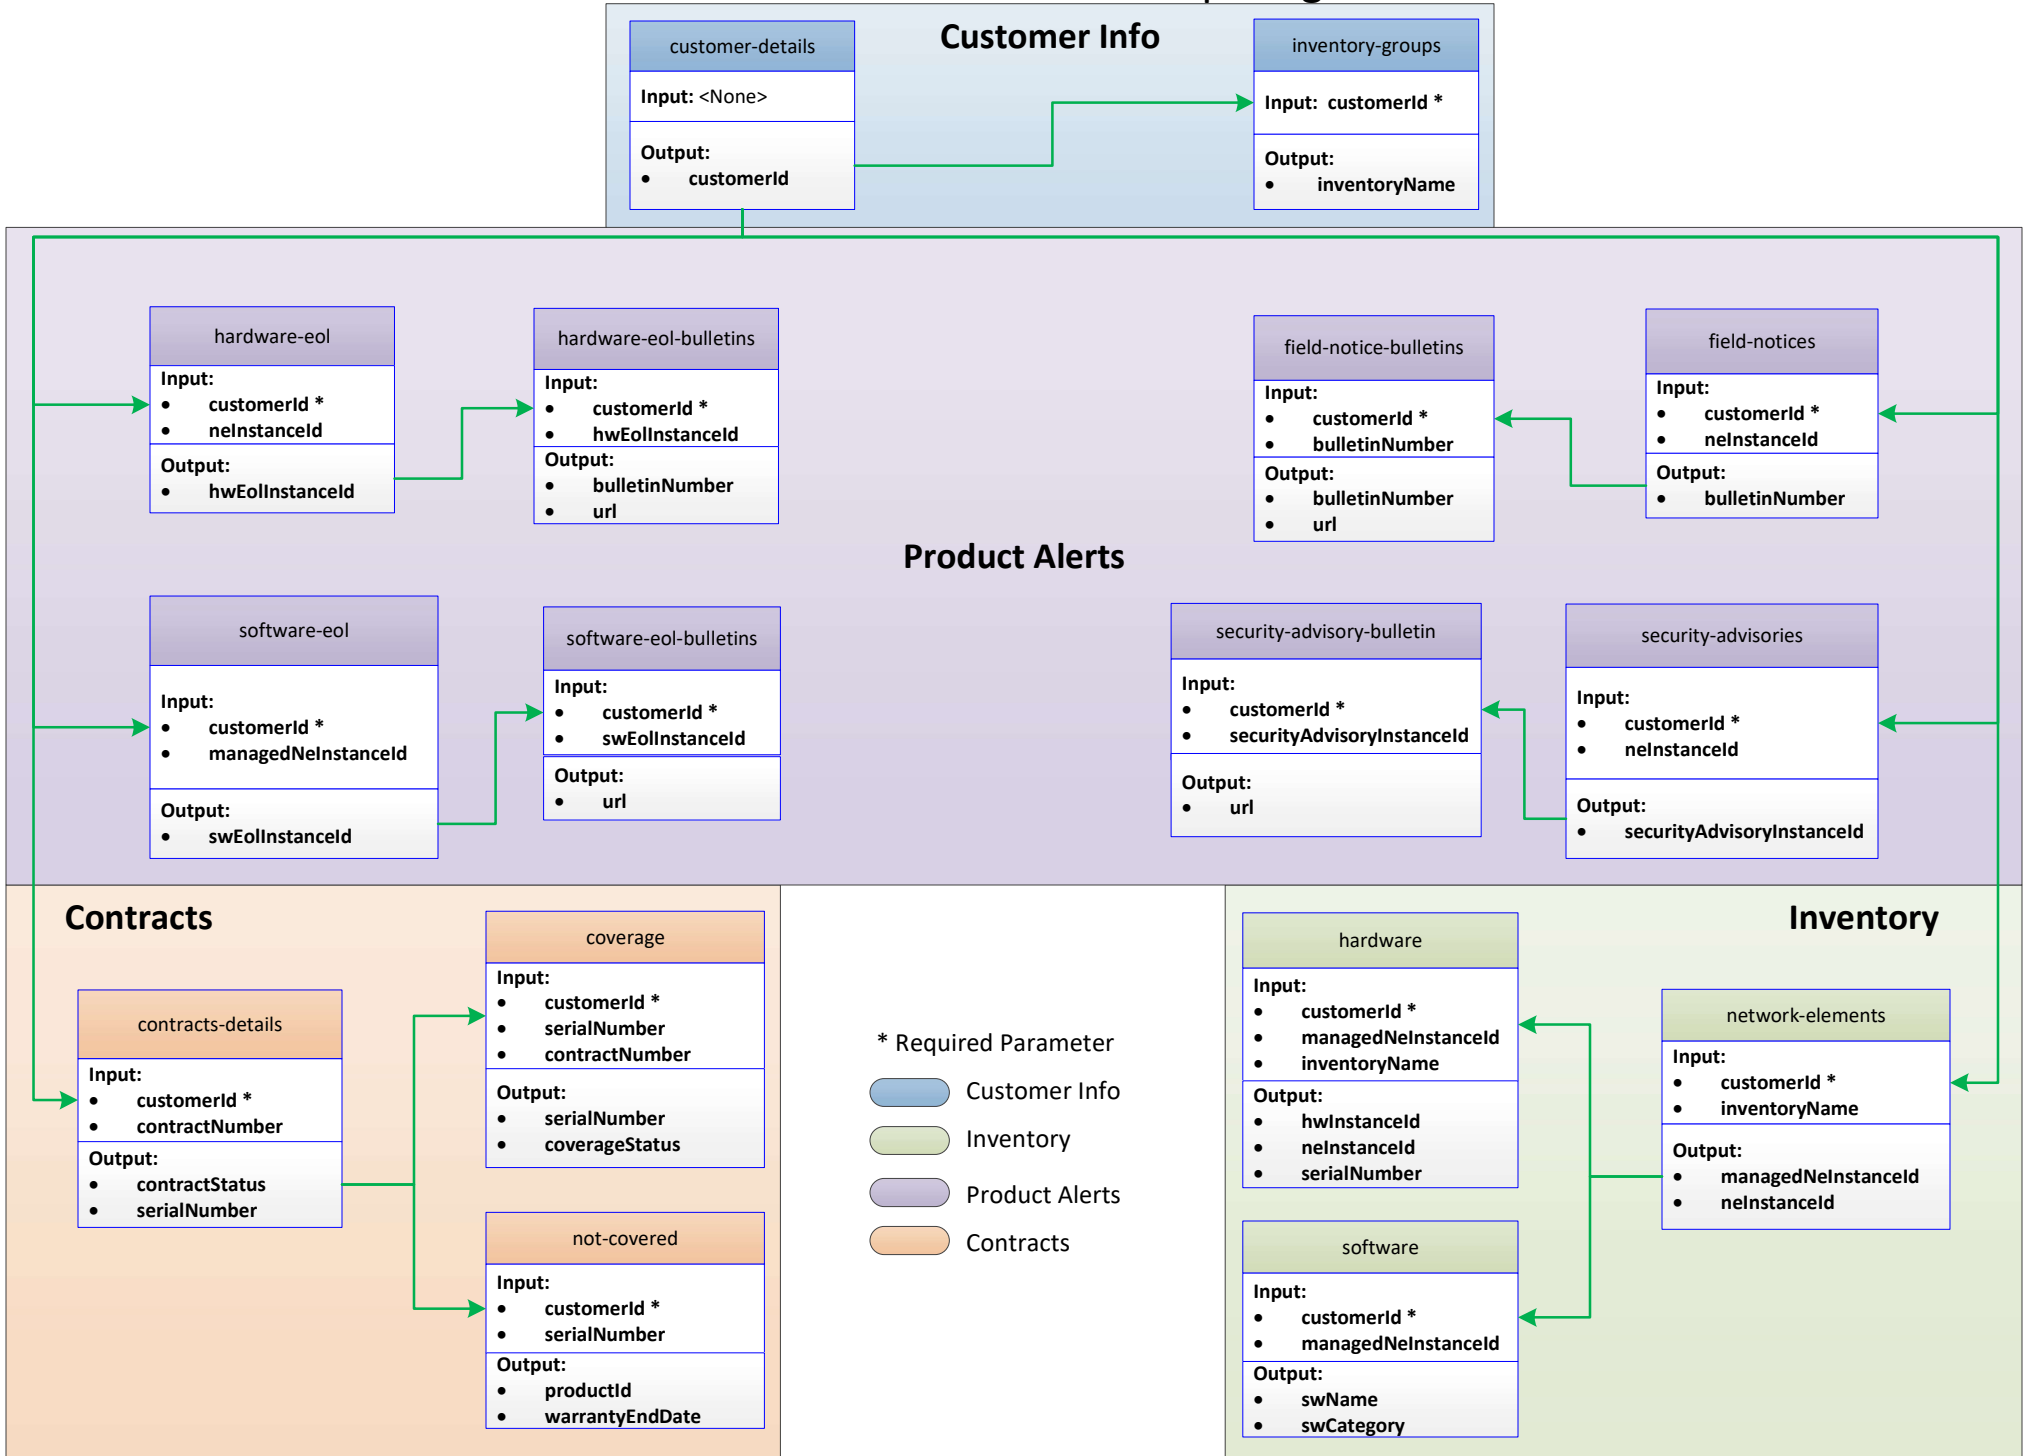 Customer Info
customer-details
Input: <None>
Output:
• customerId
inventory-groups
Input: customerId *
Output:
• inventoryName
Product Alerts
hardware-eol
Input:
• customerId *
• neInstanceId
Output:
• hwEolInstanceId
hardware-eol-bulletins
Input:
• customerId *
• hwEolInstanceId
Output:
• bulletinNumber
• url
field-notice-bulletins
Input:
• customerId *
• bulletinNumber
Output:
• bulletinNumber
• url
field-notices
Input:
• customerId *
• neInstanceId
Output:
• bulletinNumber
software-eol
Input:
• customerId *
• managedNeInstanceId
Output:
• swEolInstanceId
software-eol-bulletins
Input:
• customerId *
• swEolInstanceId
Output:
• url
security-advisory-bulletin
Input:
• customerId *
• securityAdvisoryInstanceId
Output:
• url
security-advisories
Input:
• customerId *
• neInstanceId
Output:
• securityAdvisoryInstanceId
Contracts
contracts-details
Input:
• customerId *
• contractNumber
Output:
• contractStatus
• serialNumber
coverage
Input:
• customerId *
• serialNumber
• contractNumber
Output:
• serialNumber
• coverageStatus
not-covered
Input:
• customerId *
• serialNumber
Output:
• productId
• warrantyEndDate
* Required Parameter
Customer Info
Inventory
Product Alerts
Contracts
Inventory
hardware
Input:
• customerId *
• managedNeInstanceId
• inventoryName
Output:
• hwInstanceId
• neInstanceId
• serialNumber
network-elements
Input:
• customerId *
• inventoryName
Output:
• managedNeInstanceId
• neInstanceId
software
Input:
• customerId *
• managedNeInstanceId
Output:
• swName
• swCategory